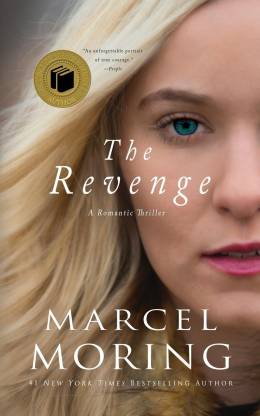 "An unforgettable portrait
of true courage."
—People
AUTHOR
The
Revenge
A Romantic Thriller
MARCEL
MORING
#1 NEW YORK TIMES BESTSELLING AUTHOR